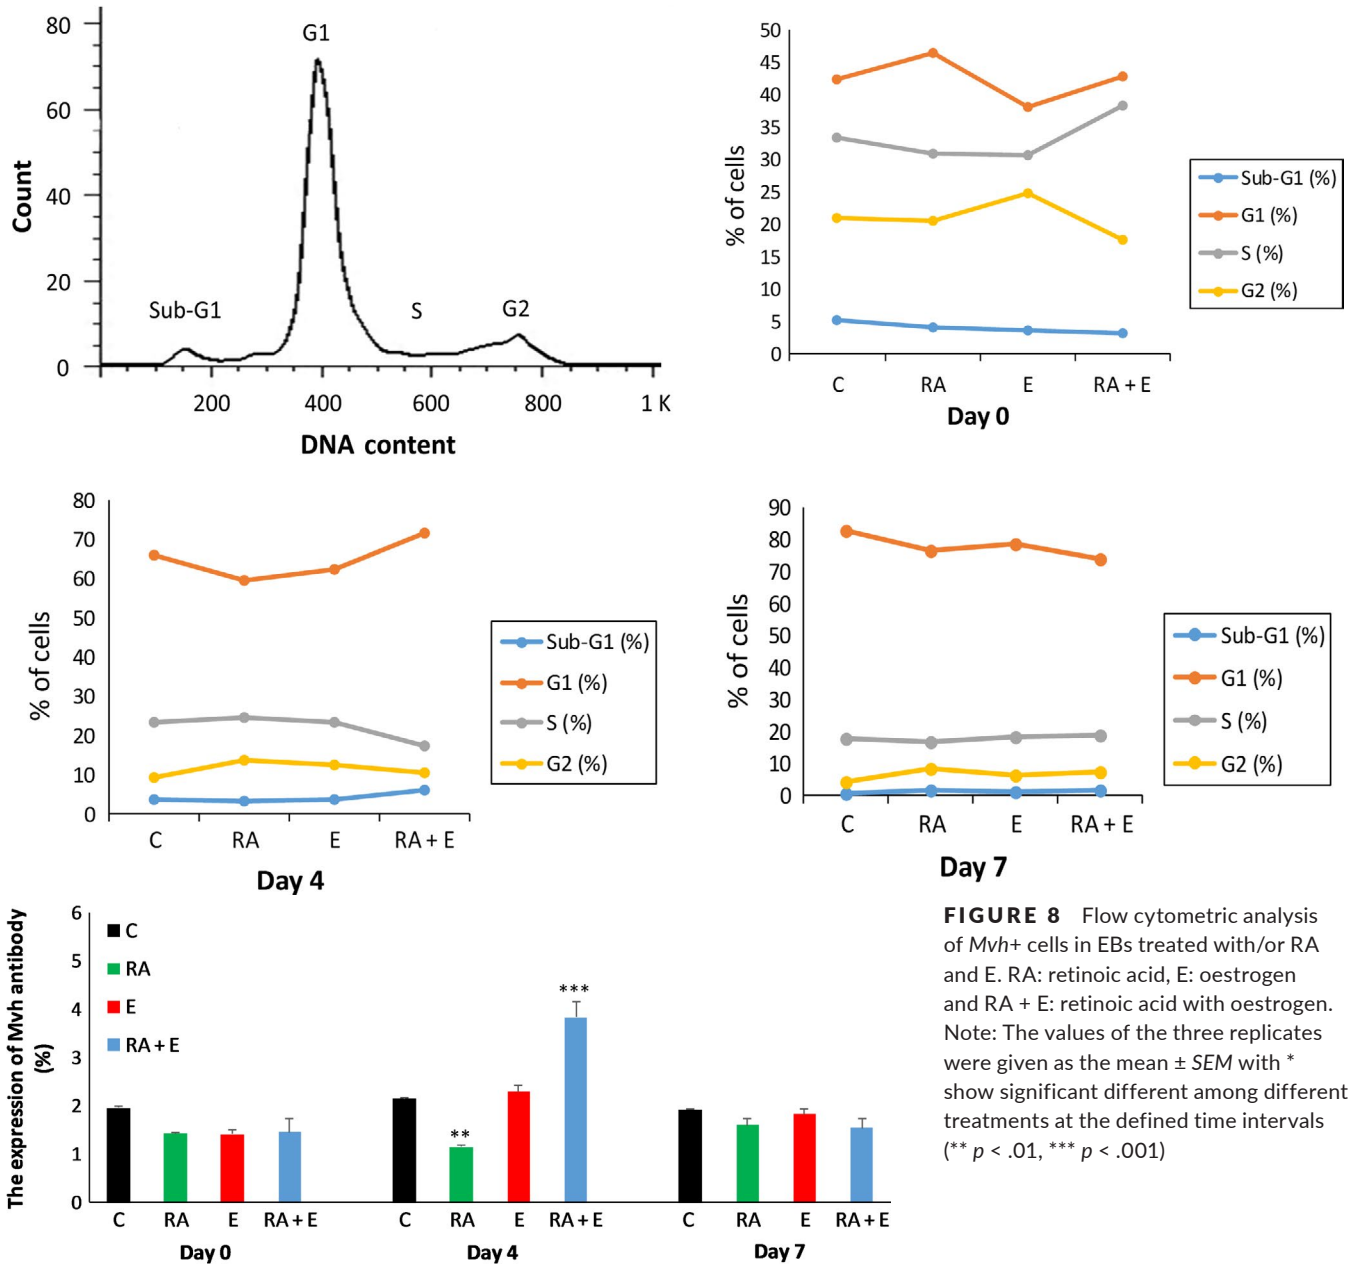 80
60
40
20
0
Count
G1
Sub-G1
S
G2
200 400 600 800 1 K
DNA content
50
45
40
35
30
25
20
15
10
5
0
% of cells
C RA E RA + E
Day 0
Sub-G1 (%)
G1 (%)
S (%)
G2 (%)
80
70
60
50
40
30
20
10
0
% of cells
C RA E RA + E
Day 4
Sub-G1 (%)
G1 (%)
S (%)
G2 (%)
90
80
70
60
50
40
30
20
10
0
% of cells
C RA E RA + E
Day 7
Sub-G1 (%)
G1 (%)
S (%)
G2 (%)
The expression of Mvh antibody
(%)
6
5
4
3
2
1
0
C
RA
E
RA + E
**
***
C RA E RA + E C RA E RA + E C RA E RA + E
Day 0 Day 4 Day 7
FIGURE 8 Flow cytometric analysis
of Mvh+ cells in EBs treated with/or RA
and E. RA: retinoic acid, E: oestrogen
and RA + E: retinoic acid with oestrogen.
Note: The values of the three replicates
were given as the mean ± SEM with *
show significant different among different
treatments at the defined time intervals
(** p < .01, *** p < .001)